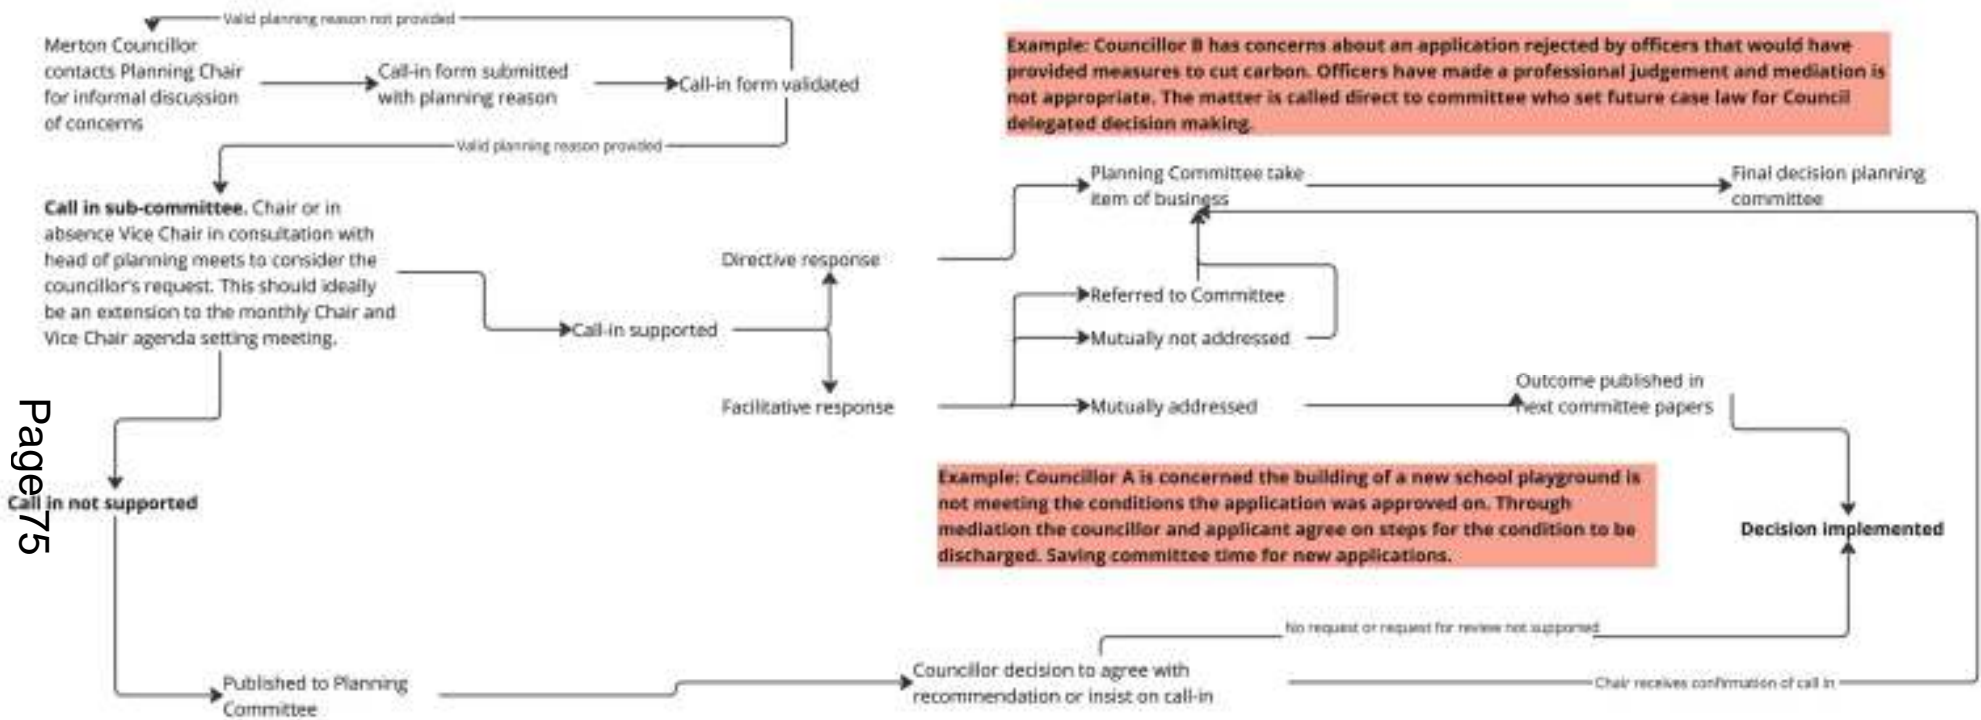 Valid planning reason not provided
Merton Councillor
contacts Planning Chair
for informal discussion
of concerns
Call-in form submitted
with planning reason
Call-in form validated
Example: Councillor B has concerns about an application rejected by officers that would have
provided measures to cut carbon. Officers have made a professional judgement and mediation is
not appropriate. The matter is called direct to committee who set future case law for Council
delegated decision making.
Valid planning reason provided
Call in sub-committee. Chair or in
absence Vice Chair in consultation with
head of planning meets to consider the
councillor's request. This should ideally
be an extension to the monthly Chair and
Vice Chair agenda setting meeting.
Call-in supported
Directive response
Facilitative response
Planning Committee take
item of business
Final decision planning
committee
Referred to Committee
Mutually not addressed
Mutually addressed
Outcome published in
next committee papers
Page 75
Call in not supported
Example: Councillor A is concerned the building of a new school playground is
not meeting the conditions the application was approved on. Through
mediation the councillor and applicant agree on steps for the condition to be
discharged. Saving committee time for new applications.
Decision implemented
No request or request for review not supported
Published to Planning
Committee
Councillor decision to agree with
recommendation or insist on call-in
Chair receives confirmation of call in